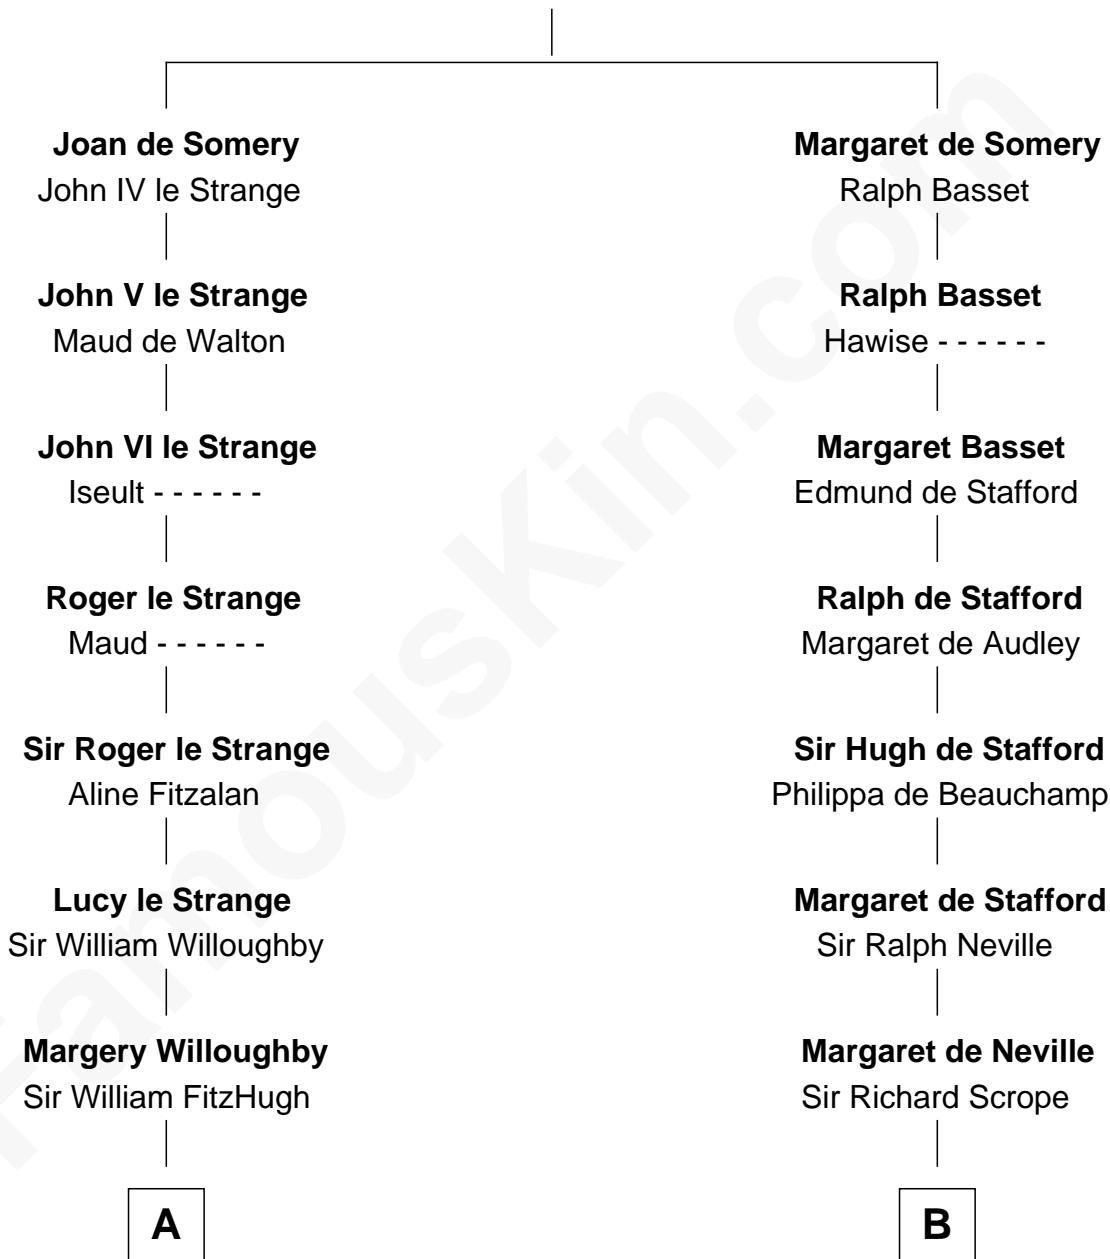 Joan de Somery
John IV le Strange
John V le Strange
Maud de Walton
John VI le Strange
Iseult - - - - - -
Roger le Strange
Maud - - - - - -
Sir Roger le Strange
Aline Fitzalan
Lucy le Strange
Sir William Willoughby
Margery Willoughby
Sir William FitzHugh
A
Margaret de Somery
Ralph Basset
Ralph Basset
Hawise - - - - - -
Margaret Basset
Edmund de Stafford
Ralph de Stafford
Margaret de Audley
Sir Hugh de Stafford
Philippa de Beauchamp
Margaret de Stafford
Sir Ralph Neville
Margaret de Neville
Sir Richard Scrope
B
FamousKin.com